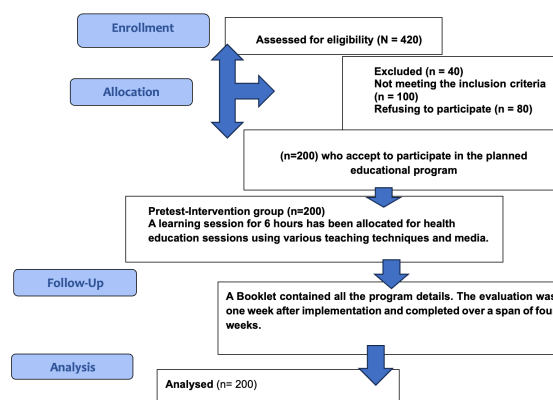 Enrollment
Assessed for eligibility (N = 420)
Allocation
Excluded (n = 40)
Not meeting the inclusion criteria
(n = 100)
Refusing to participate (n = 80)
(n=200) who accept to participate in the planned
educational program
Pretest-Intervention group (n=200)
A learning session for 6 hours has been allocated for health
education sessions using various teaching techniques and media.
Follow-Up
A Booklet contained all the program details. The evaluation was
one week after implementation and completed over a span of four
weeks.
Analysis
Analysed (n= 200)